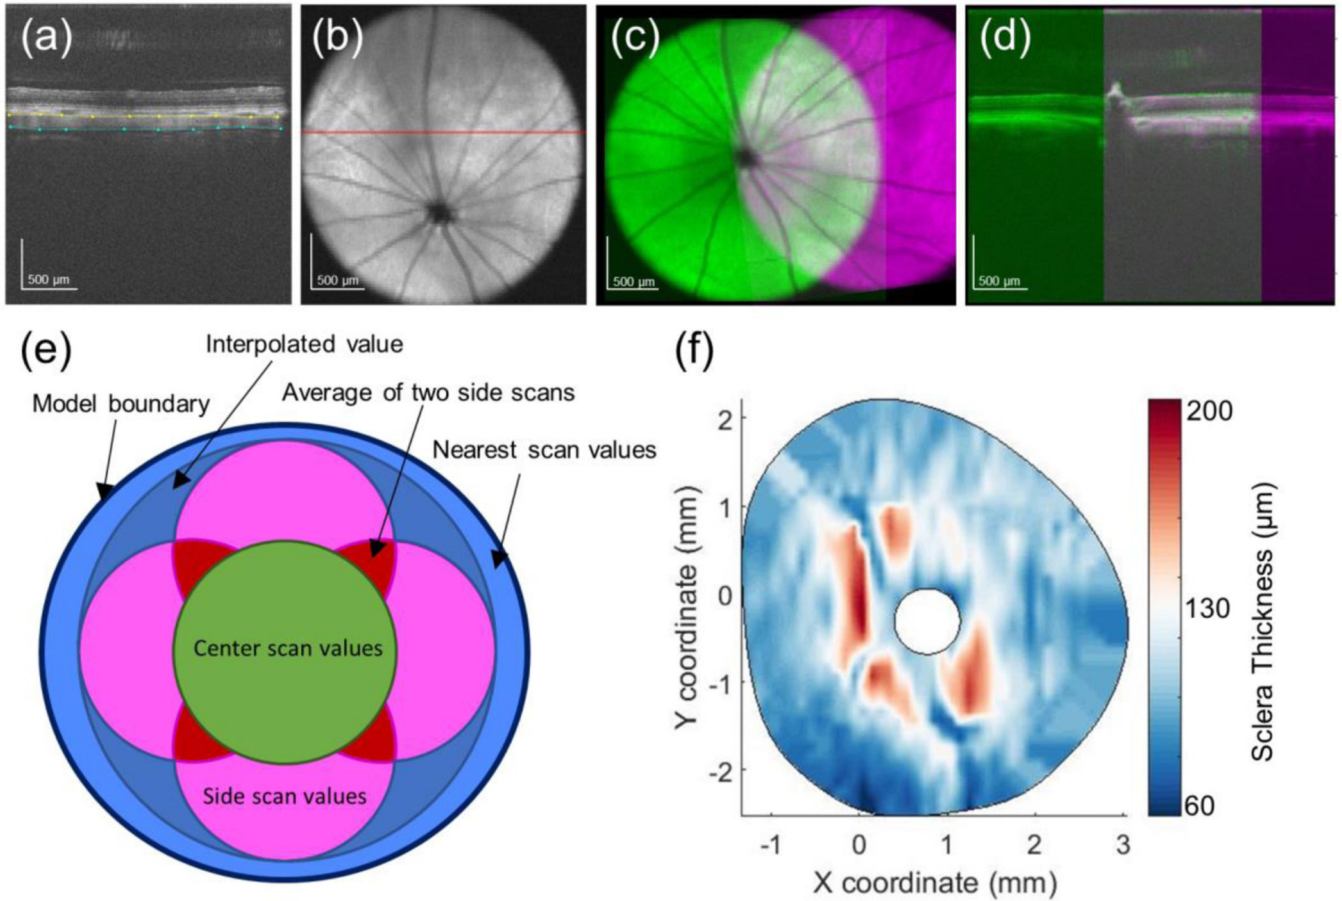 (a)
(b)
(c)
(d)
500 µm
500 µm
500 µm
500 µm
(e)
Interpolated value
Average of two side scans
Model boundary
Nearest scan values
Center scan values
Side scan values
(f)
2
1
0
-1
-2
Y coordinate (mm)
-1 0 1 2 3
X coordinate (mm)
200
130
60
Sclera Thickness (µm)